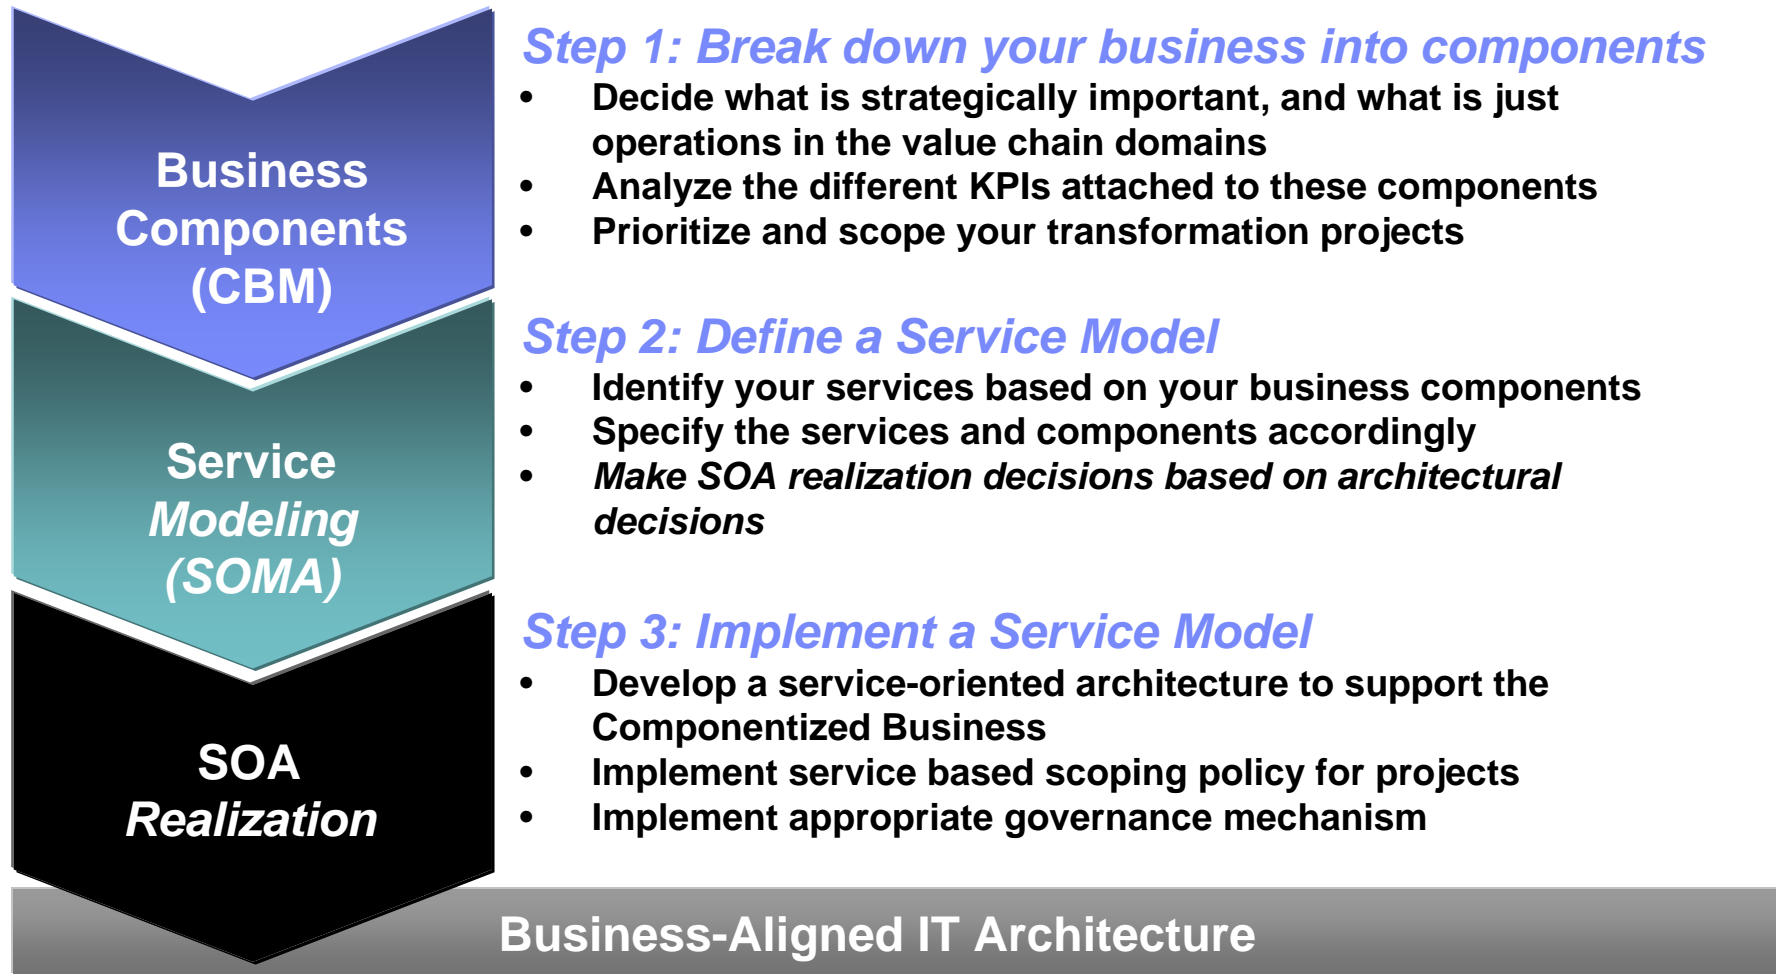 Business
Components
(CBM)
Step 1: Break down your business into components
• Decide what is strategically important, and what is just
operations in the value chain domains
• Analyze the different KPIs attached to these components
• Prioritize and scope your transformation projects
Service
Modeling
(SOMA)
Step 2: Define a Service Model
• Identify your services based on your business components
• Specify the services and components accordingly
• Make SOA realization decisions based on architectural
decisions
SOA
Realization
Step 3: Implement a Service Model
• Develop a service-oriented architecture to support the
Componentized Business
• Implement service based scoping policy for projects
• Implement appropriate governance mechanism
Business-Aligned IT Architecture